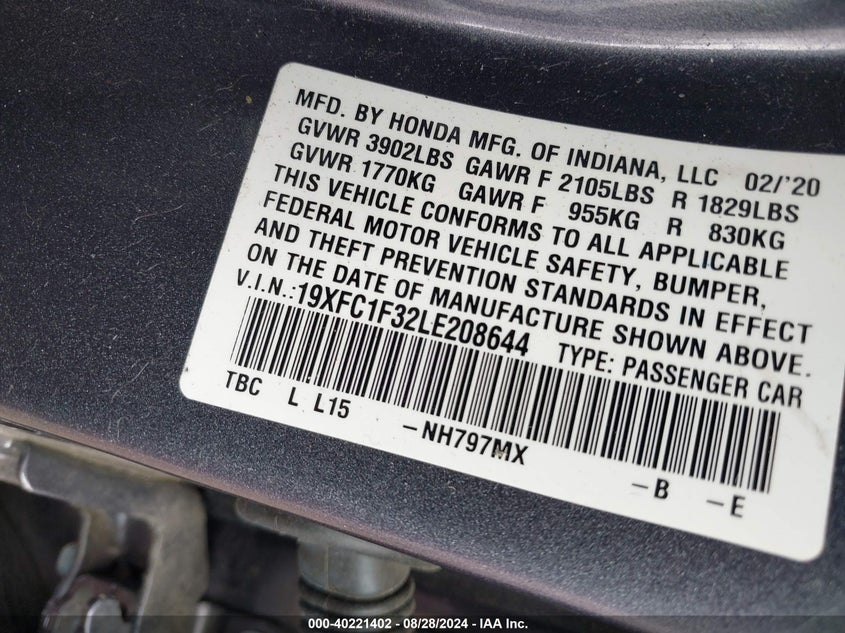 MFD. BY HONDA MFG. OF INDIANA, LLC 02/'20
GVWR 3902LBS GAWR F 2105LBS R 1829LBS
GVWR 1770KG GAWR F 955KG R 830KG
THIS VEHICLE CONFORMS TO ALL APPLICABLE
FEDERAL MOTOR VEHICLE SAFETY, BUMPER,
AND THEFT PREVENTION STANDARDS IN EFFECT
ON THE DATE OF MANUFACTURE SHOWN ABOVE.
V.I.N.:19XFC1F32LE208644 TYPE: PASSENGER CAR
TBC L L15 -NH797MX -B -E
000-40221402 - 08/28/2024 - IAA Inc.